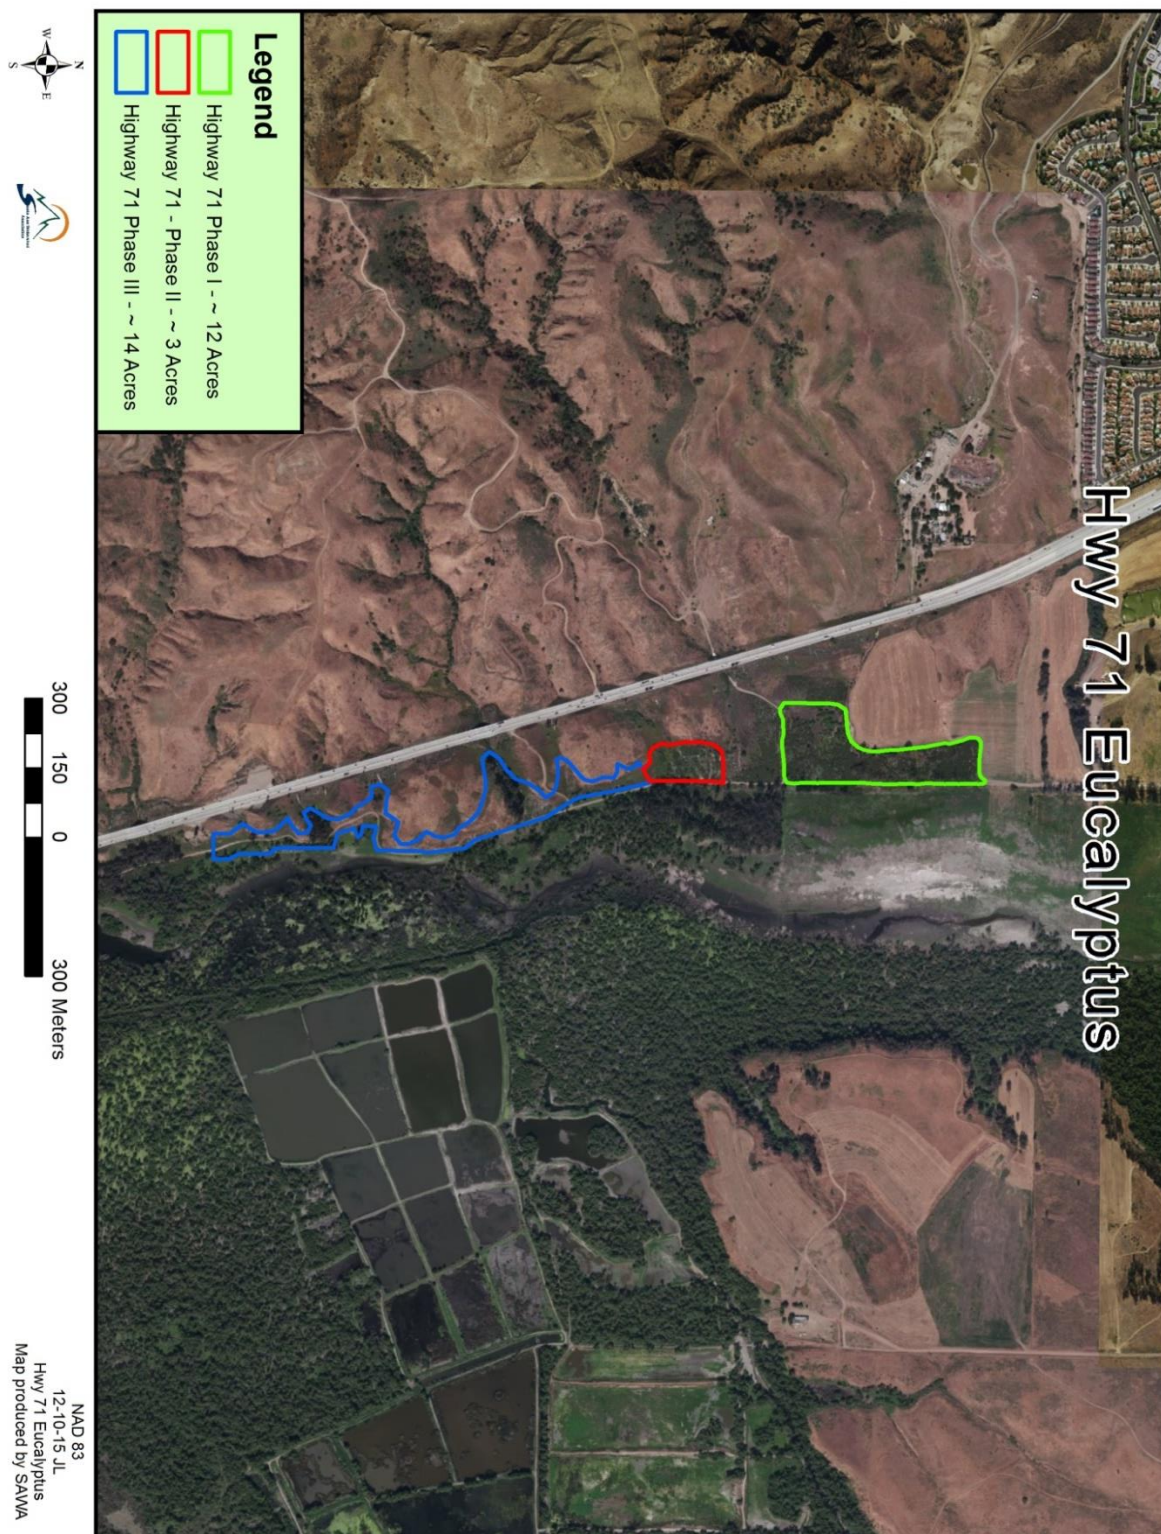 Hwy 71 Eucalyptus
Legend
Highway 71 Phase I - ~ 12 Acres
Highway 71 - Phase II - ~ 3 Acres
Highway 71 Phase III - ~ 14 Acres
N
W
E
S
300 150 0 300 Meters
NAD 83
12-10-15 JL
Hwy 71 Eucalyptus
Map produced by SAWA